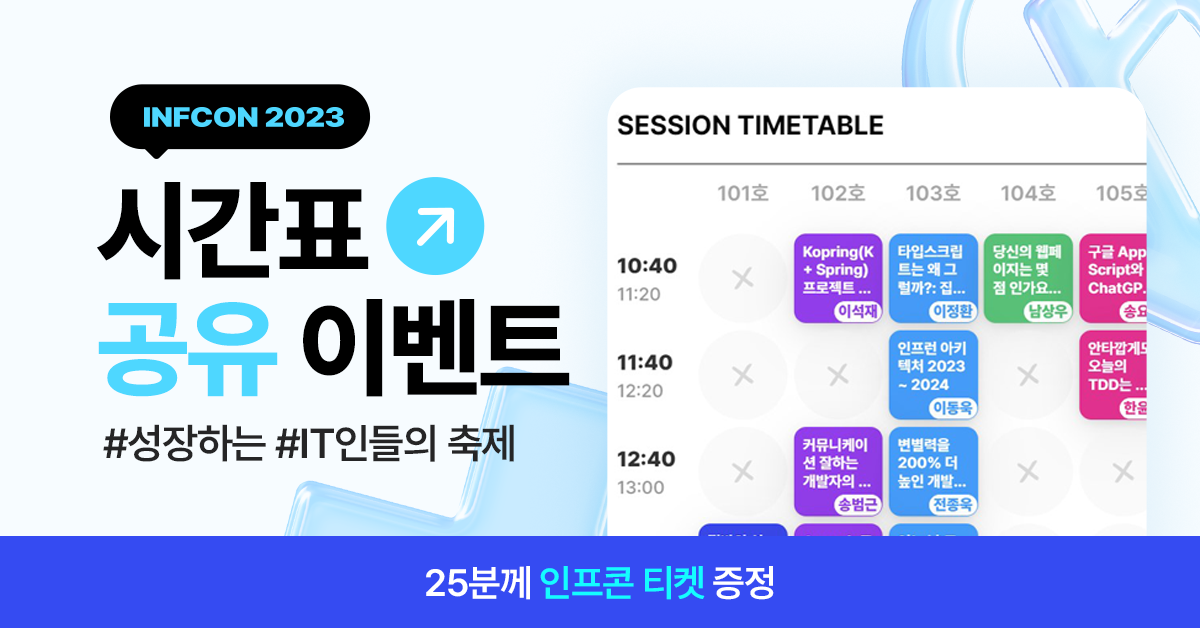 INFCON 2023
시간표
공유 이벤트
#성장하는 #IT인들의 축제
SESSION TIMETABLE
101호 102호 103호 104호 105호
10:40
11:20
Kopring(K
+ Spring)
프로젝트 ...
이석재
타입스크립
트는 왜 그
럴까?: 집...
이정환
당신의 웹페
이지는 몇
점 인가요...
남상우
구글 App
Script와
ChatGP
송요
11:40
12:20
인프런 아키
텍처 2023
~ 2024
이동욱
안타깝게도
오늘의
TDD는 ...
한윤
12:40
13:00
커뮤니케이
션 잘하는
개발자의 ...
송범근
변별력을
200% 더
높인 개발...
전종욱
25분께 인프콘 티켓 증정